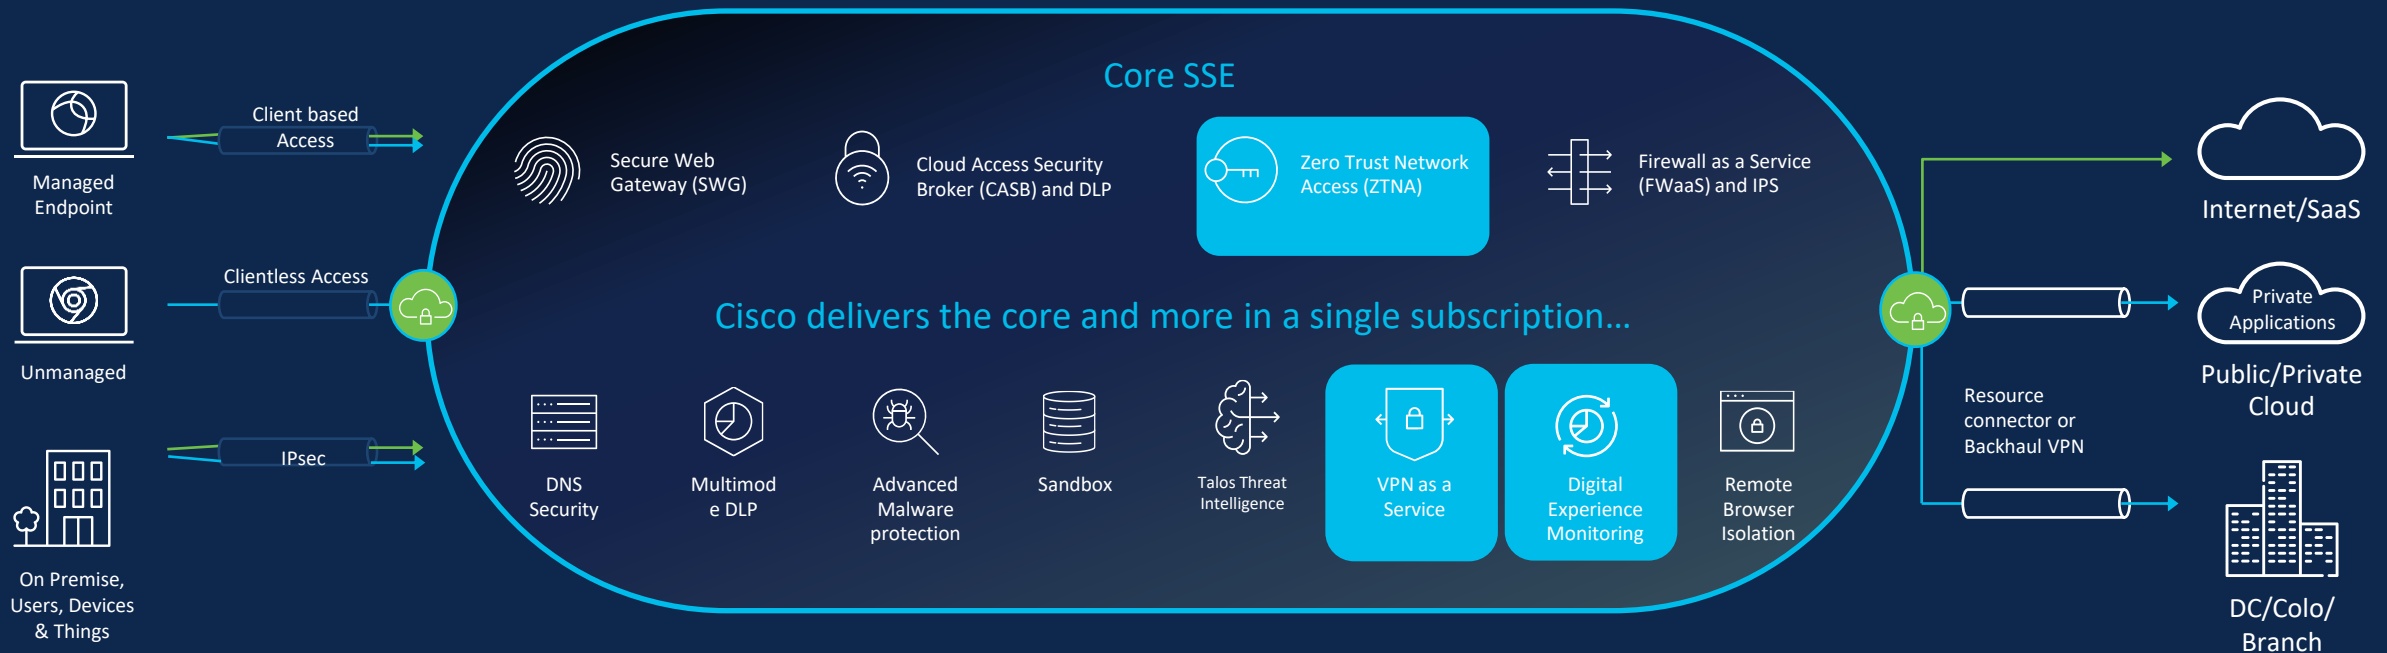 Core SSE
Client based
Access
Managed
Endpoint
Secure Web
Gateway (SWG)
Cloud Access Security
Broker (CASB) and DLP
Zero Trust Network
Access (ZTNA)
Firewall as a Service
(FWaaS) and IPS
Internet/SaaS
Clientless Access
Unmanaged
Cisco delivers the core and more in a single subscription...
Private
Applications
Public/Private
Cloud
IPsec
On Premise,
Users, Devices
& Things
DNS
Security
Multimod
e DLP
Advanced
Malware
protection
Sandbox
Talos Threat
Intelligence
VPN as a
Service
Digital
Experience
Monitoring
Remote
Browser
Isolation
Resource
connector or
Backhaul VPN
DC/Colo/
Branch